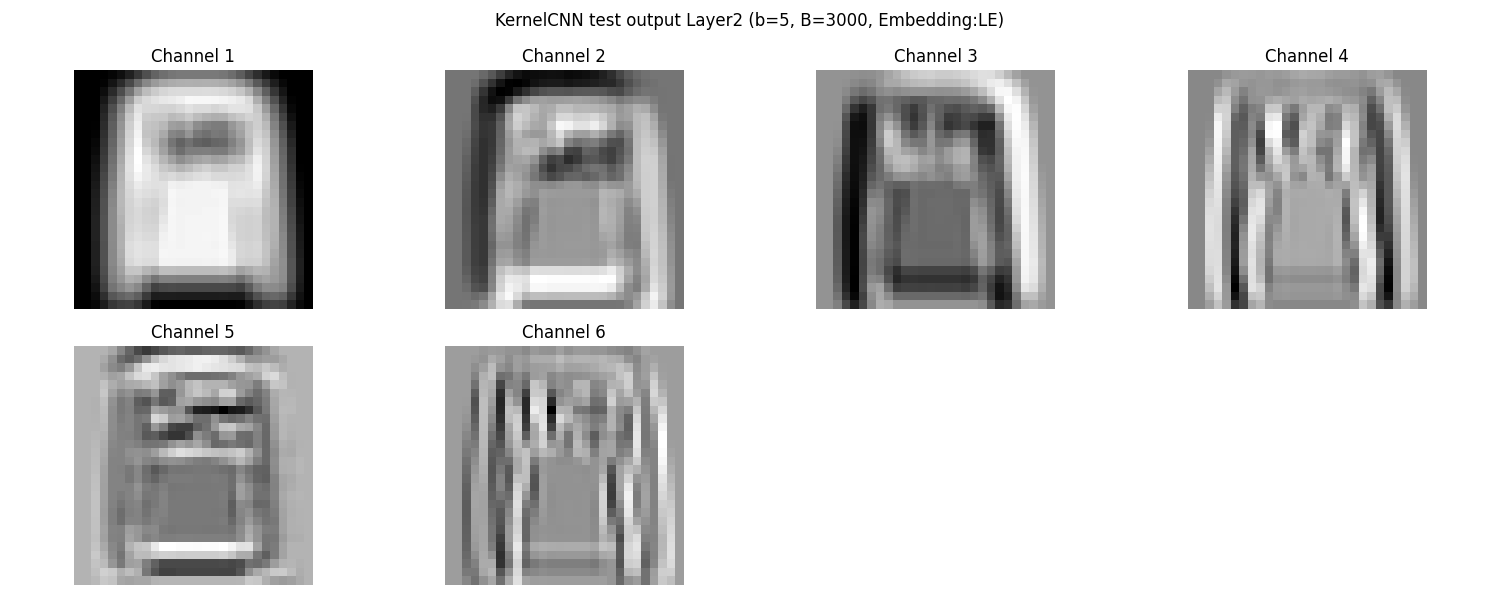 KernelCNN test output Layer2 (b=5, B=3000, Embedding:LE)
Channel 1
Channel 2
Channel 3
Channel 4
Channel 5
Channel 6